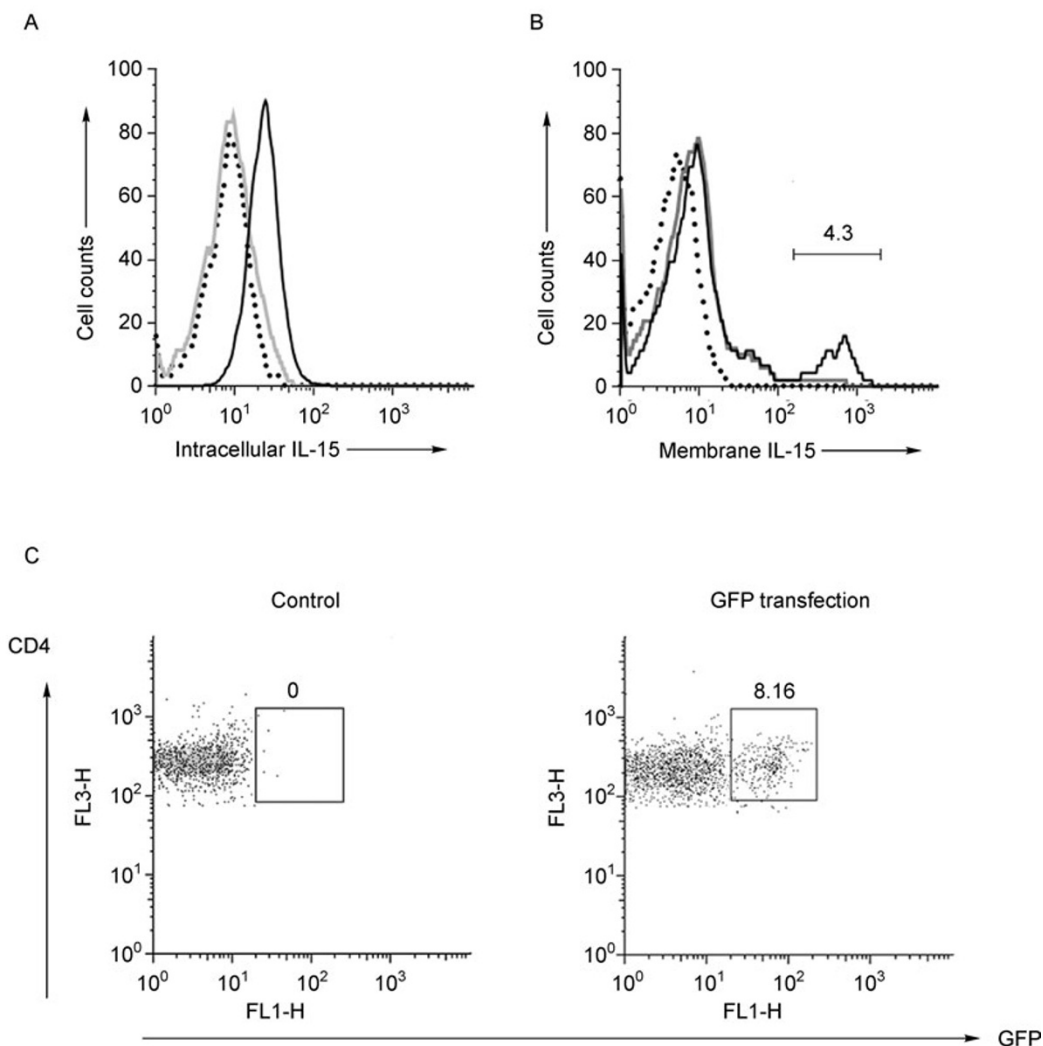 A
B
100
80
60
40
20
0
Cell counts
10⁰ 10¹ 10² 10³
Intracellular IL-15
100
80
60
40
20
0
Cell counts
4.3
10⁰ 10¹ 10² 10³
Membrane IL-15
C
Control
GFP transfection
CD4
0
10³
10²
10¹
10⁰
FL3-H
10⁰ 10¹ 10² 10³
FL1-H
8.16
10³
10²
10¹
10⁰
FL3-H
10⁰ 10¹ 10² 10³
FL1-H
GFP